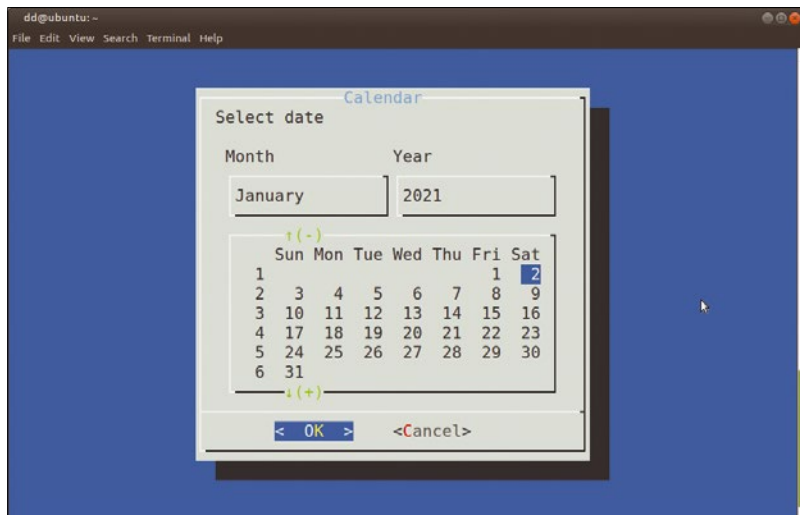 dd@ubuntu: ~
File Edit View Search Terminal Help
Calendar
Select date
Month Year
January 2021
↑(-)
Sun Mon Tue Wed Thu Fri Sat
1 1 2
2 3 4 5 6 7 8 9
3 10 11 12 13 14 15 16
4 17 18 19 20 21 22 23
5 24 25 26 27 28 29 30
6 31
↓(+)
< OK > <Cancel>